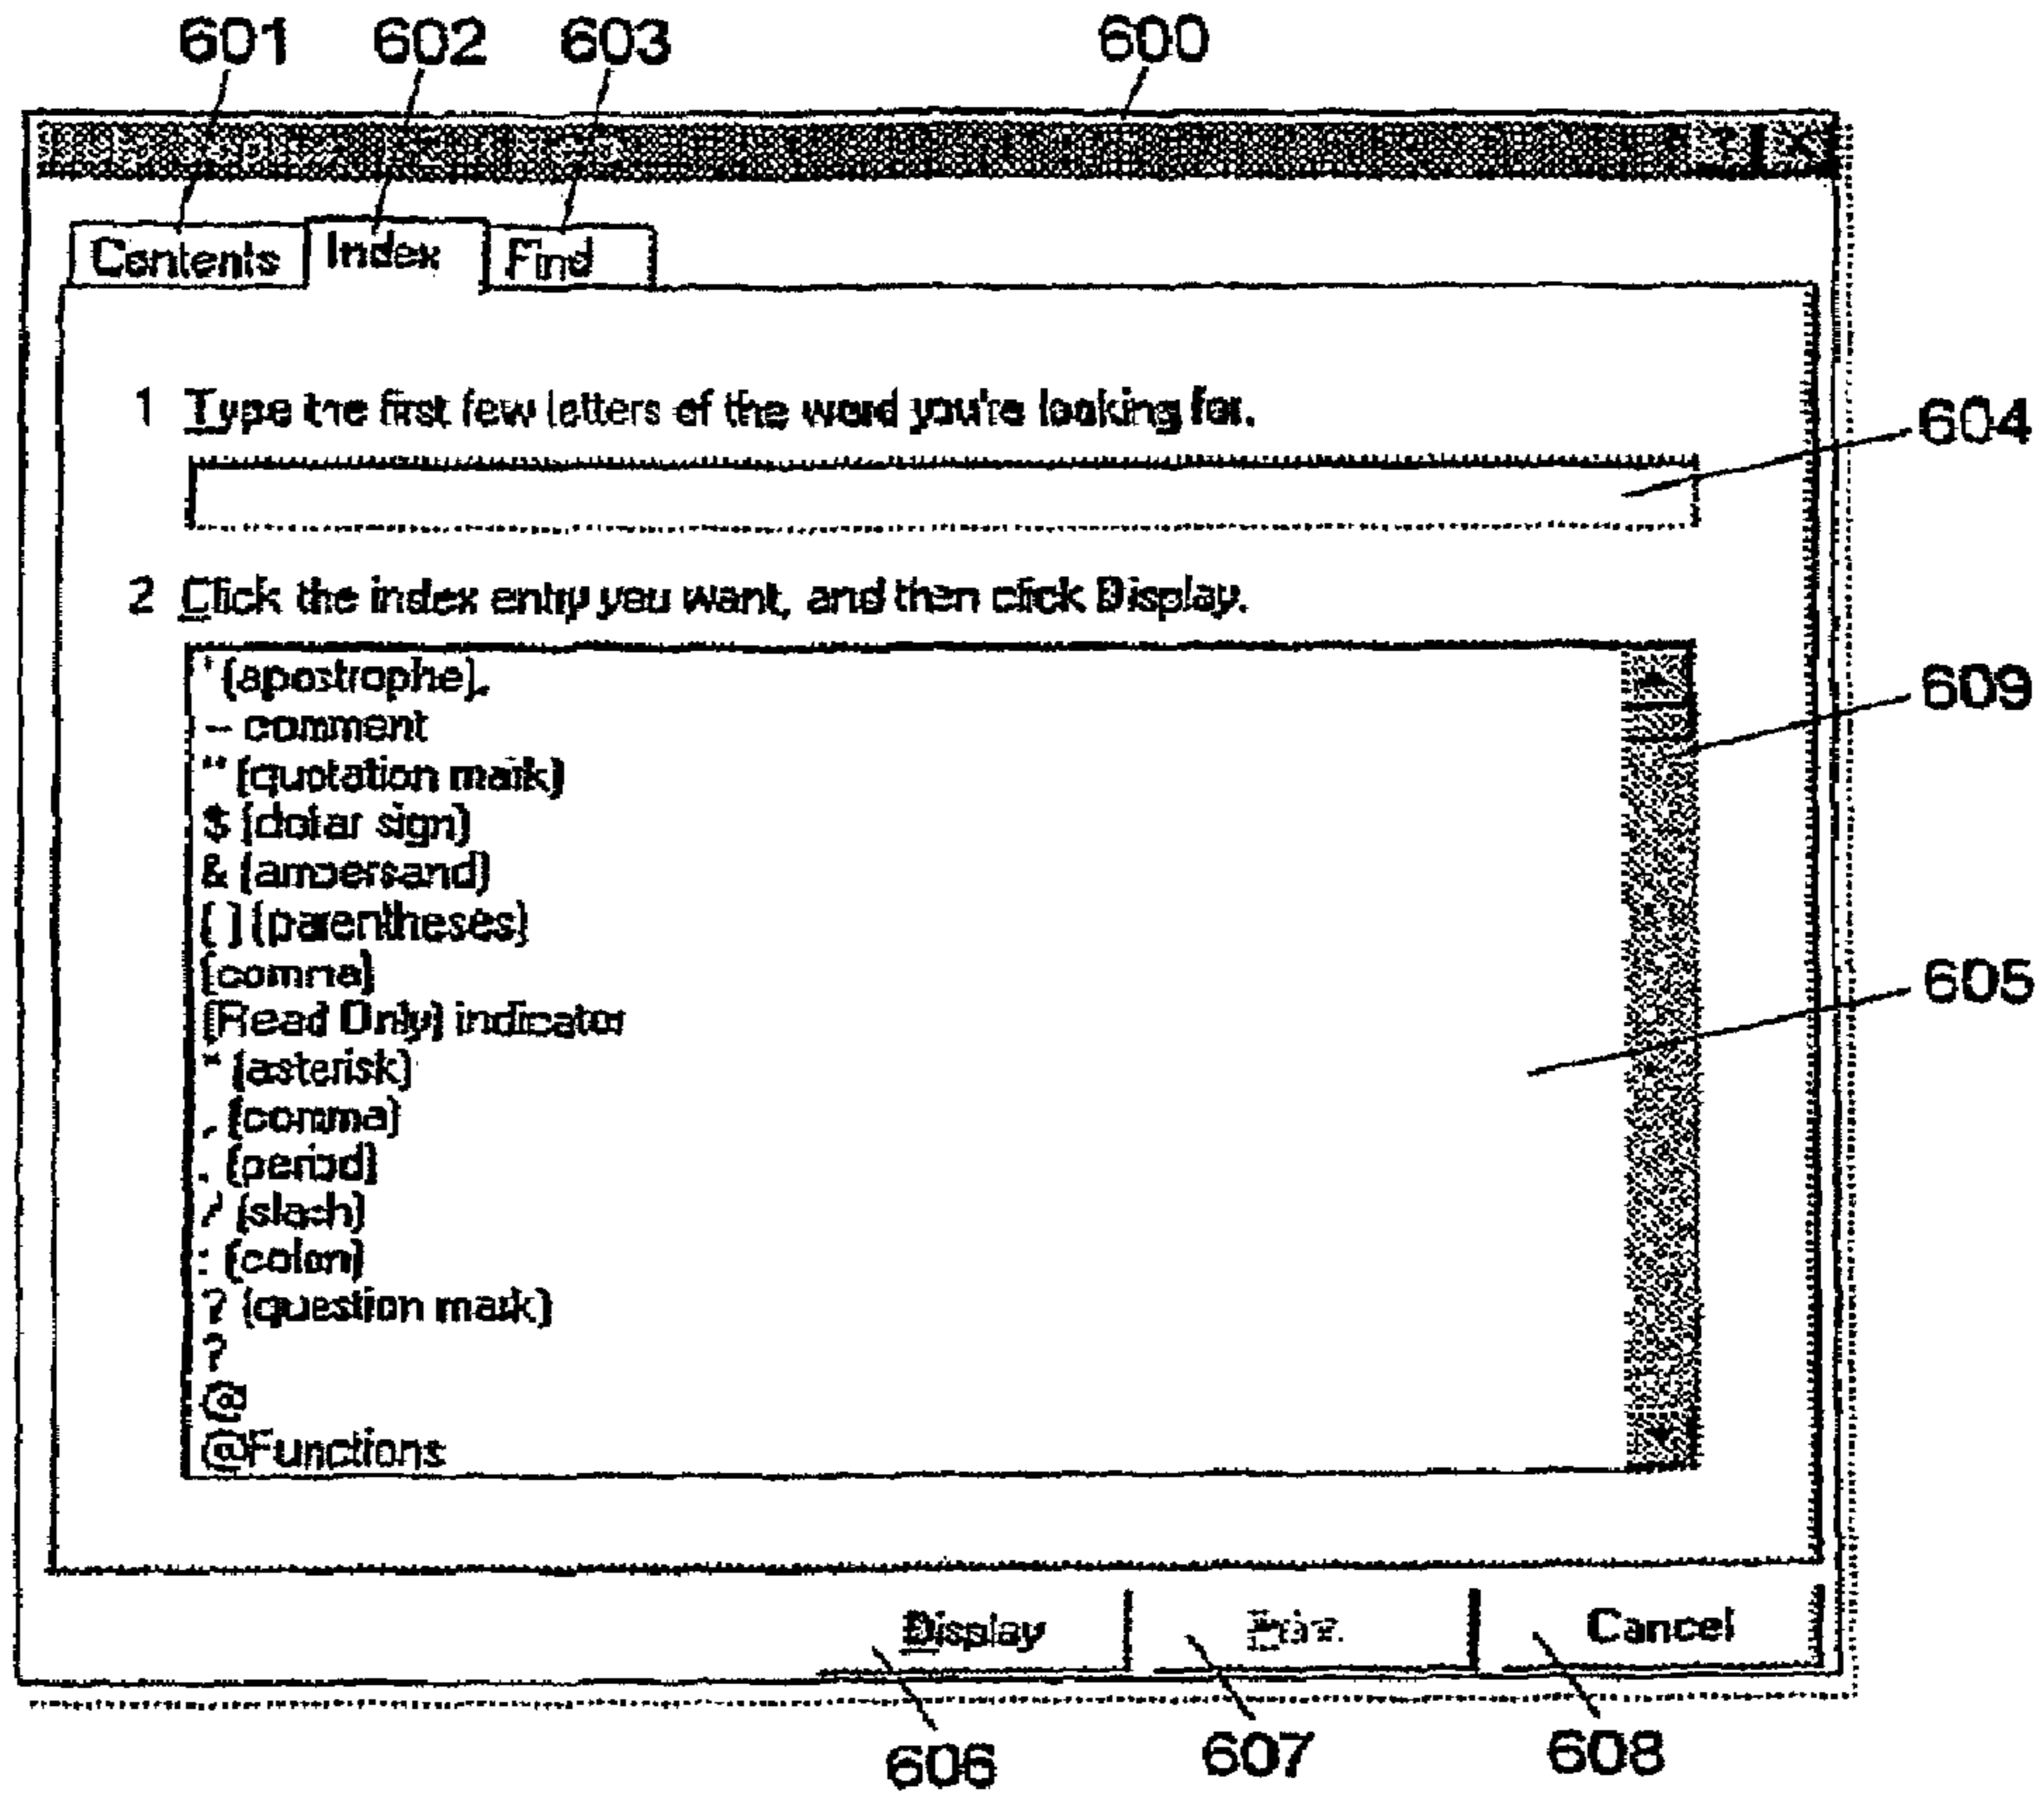 601 602 603 600
Contents Index Find
1 Type the first few letters of the word you're looking for.
604
2 Click the index entry you want, and then click Display.
' (apostrophe),
-- comment
609
" (quotation mark)
$ (dollar sign)
& (ampersand)
( ) (parentheses)
(comma)
605
(Read Only) indicator
* (asterisk)
, (comma)
. (period)
/ (slash)
: (colon)
? (question mark)
?
@
@Functions
Display Print. Cancel
606 607 608